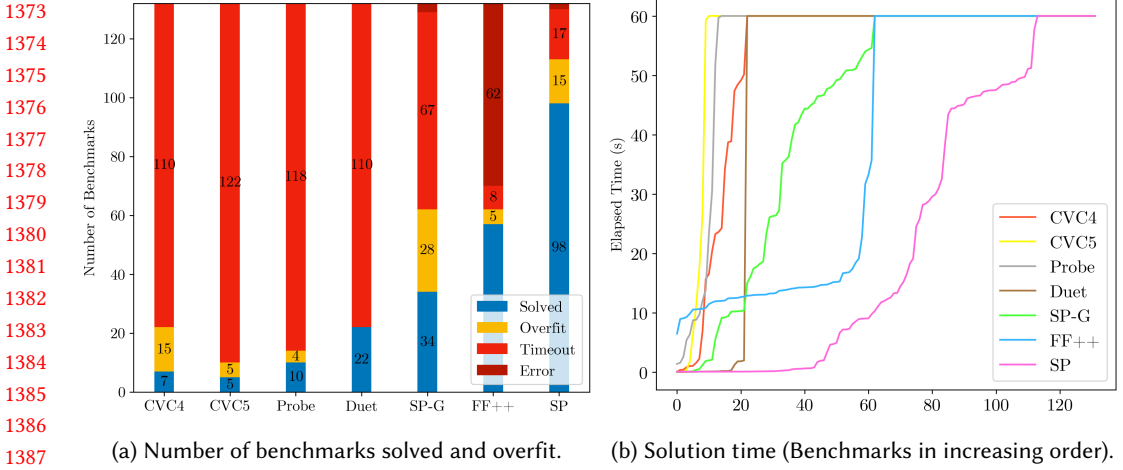 1373
1374
1375
1376
1377
1378
1379
1380
1381
1382
1383
1384
1385
1386
1387
Number of Benchmarks
120
100
80
60
40
20
0
110
15
7
122
5
5
118
4
10
110
22
67
28
34
62
8
5
17
15
98
Solved
Overfit
Timeout
Error
CVC4 CVC5 Probe Duet SP-G FF++ SP
(a) Number of benchmarks solved and overfit.
Elapsed Time (s)
60
50
40
30
20
10
0
CVC4
CVC5
Probe
Duet
SP-G
FF++
SP
0 20 40 60 80 100 120
(b) Solution time (Benchmarks in increasing order).